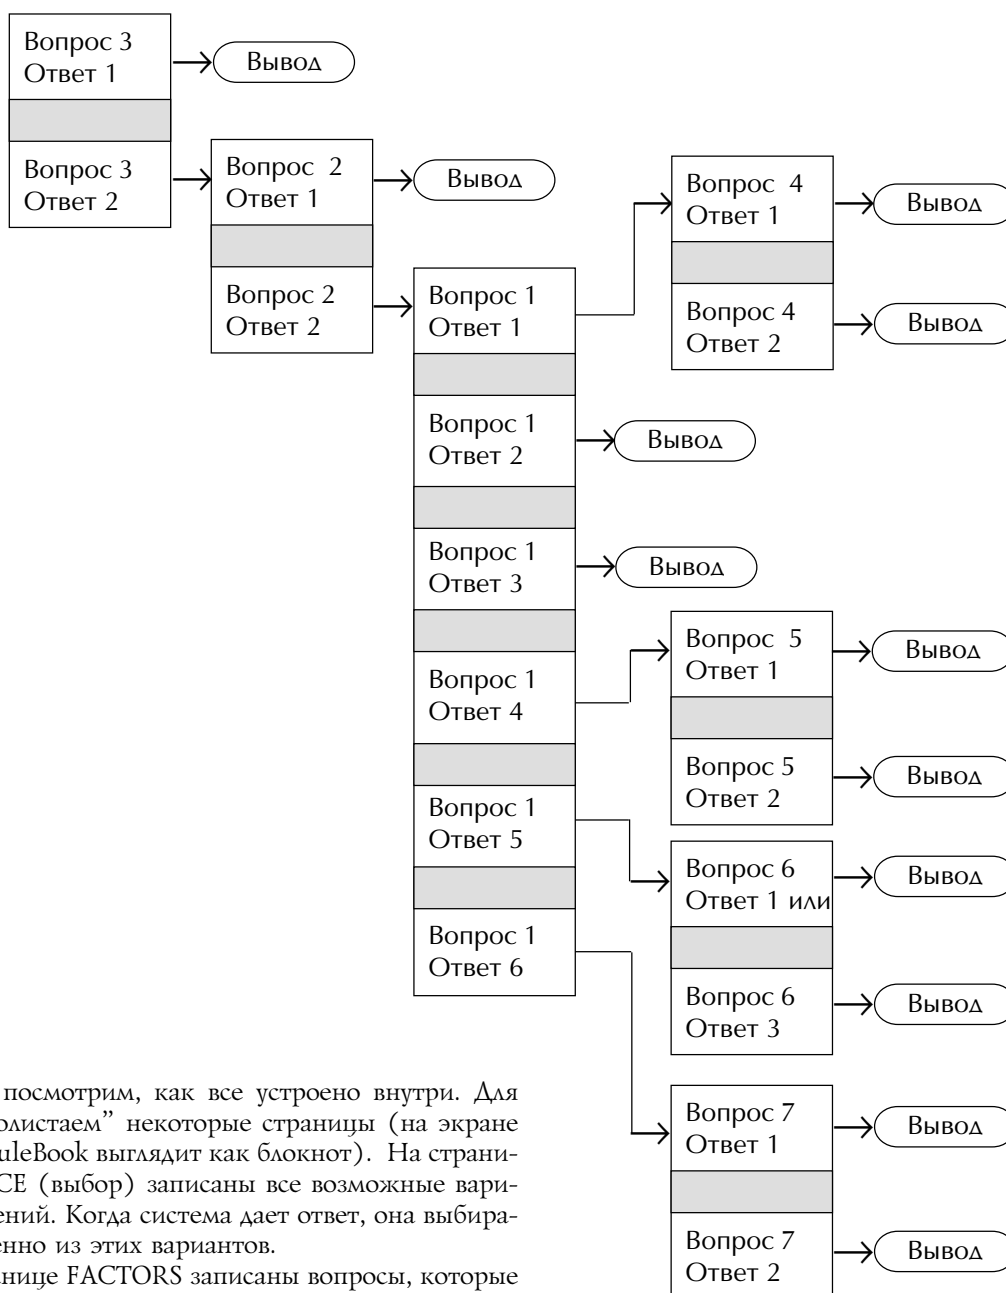 Вопрос 3
Ответ 1
Вывод
Вопрос 3
Ответ 2
Вопрос 2
Ответ 1
Вывод
Вопрос 2
Ответ 2
Вопрос 1
Ответ 1
Вопрос 4
Ответ 1
Вывод
Вопрос 4
Ответ 2
Вывод
Вопрос 1
Ответ 2
Вывод
Вопрос 1
Ответ 3
Вывод
Вопрос 1
Ответ 4
Вопрос 5
Ответ 1
Вывод
Вопрос 5
Ответ 2
Вывод
Вопрос 1
Ответ 5
Вопрос 6
Ответ 1 или
Вывод
Вопрос 6
Ответ 3
Вывод
Вопрос 1
Ответ 6
Вопрос 7
Ответ 1
Вывод
Вопрос 7
Ответ 2
Вывод
посмотрим, как все устроено внутри. Для
олистаем” некоторые страницы (на экране
uleBook выглядит как блокнот). На страни-
CE (выбор) записаны все возможные вари-
ений. Когда система дает ответ, она выбира-
енно из этих вариантов.
анице FACTORS записаны вопросы, которые